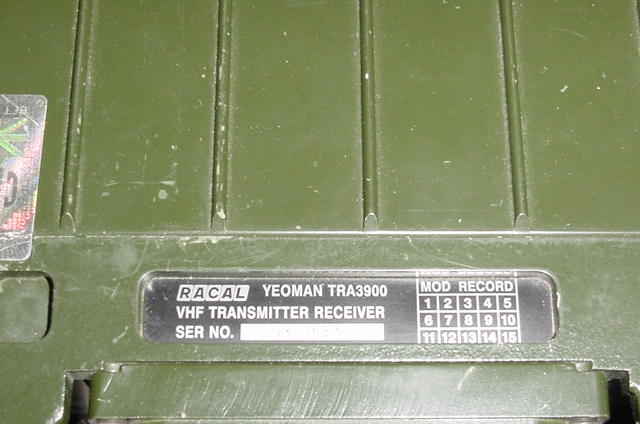 RACAL YEOMAN TRA3900
VHF TRANSMITTER RECEIVER
SER NO.
MOD RECORD
1 2 3 4 5
6 7 8 9 10
11 12 13 14 15